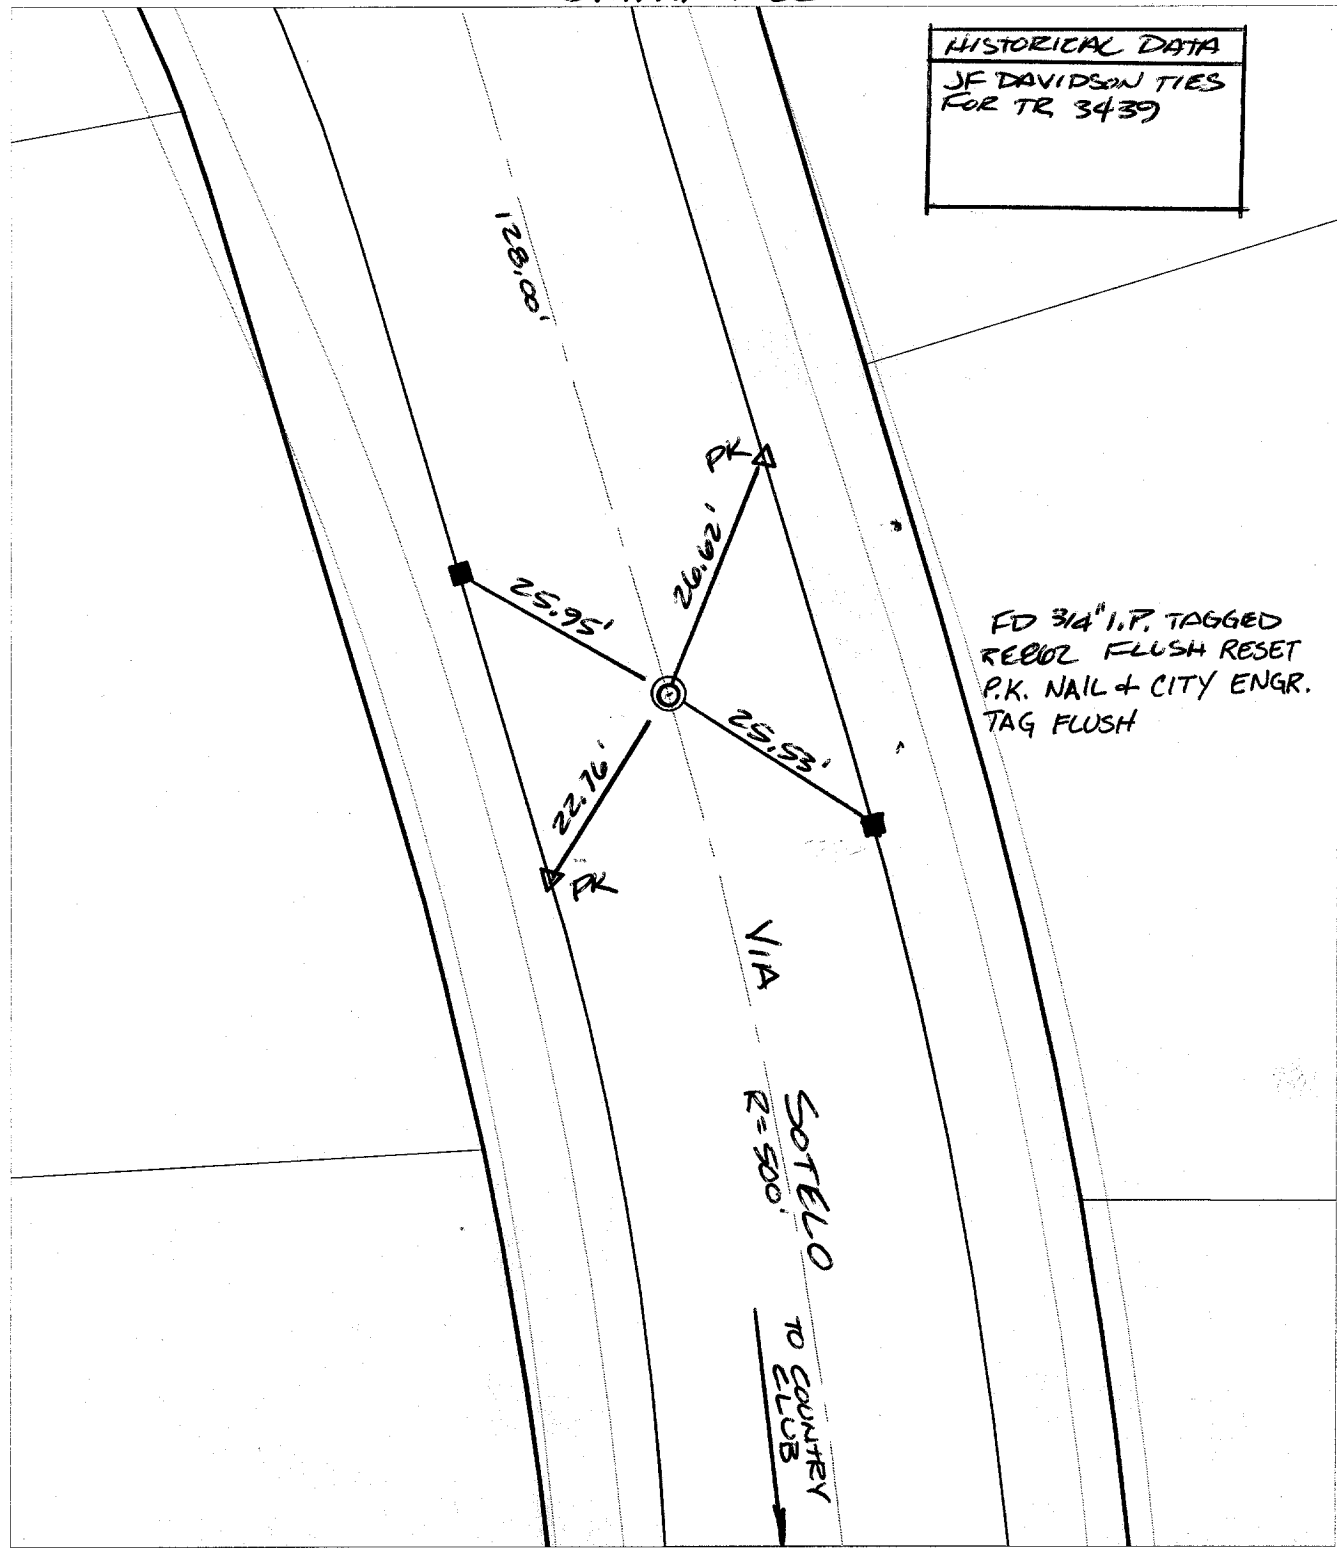 HISTORICAL DATA
JF DAVIDSON TIES
FOR TR 3439
128.00'
PK
26.62'
25.95'
FD 3/4" I.P. TAGGED
FLUSH RESET
P.K. NAIL & CITY ENGR.
TAG FLUSH
25.53'
22.76'
PK
VIA
SOTELO
R=500'
TO COUNTRY
CLUB